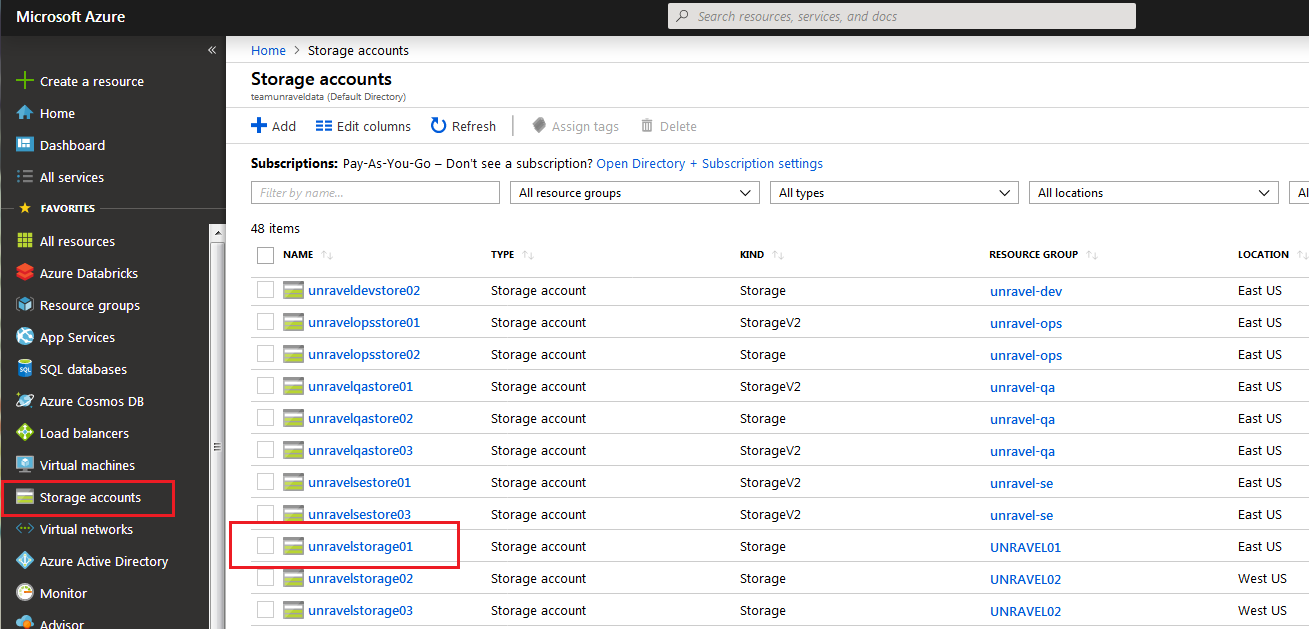 Microsoft Azure
Search resources, services, and docs
«
Create a resource
Home
Dashboard
All services
FAVORITES
All resources
Azure Databricks
Resource groups
App Services
SQL databases
Azure Cosmos DB
Load balancers
Virtual machines
Storage accounts
Virtual networks
Azure Active Directory
Monitor
Advisor
Home > Storage accounts
Storage accounts
teamunraveldata (Default Directory)
Add Edit columns Refresh Assign tags Delete
Subscriptions: Pay-As-You-Go – Don't see a subscription? Open Directory + Subscription settings
Filter by name... All resource groups All types All locations Al
48 items
NAME TYPE KIND RESOURCE GROUP LOCATION
unraveldevstore02 Storage account Storage unravel-dev East US
unravelopsstore01 Storage account StorageV2 unravel-ops East US
unravelopsstore02 Storage account Storage unravel-ops East US
unravelqastore01 Storage account StorageV2 unravel-qa East US
unravelqastore02 Storage account Storage unravel-qa East US
unravelqastore03 Storage account StorageV2 unravel-qa East US
unravelsestore01 Storage account StorageV2 unravel-se East US
unravelsestore03 Storage account StorageV2 unravel-se East US
unravelstorage01 Storage account Storage UNRAVEL01 East US
unravelstorage02 Storage account Storage UNRAVEL02 West US
unravelstorage03 Storage account Storage UNRAVEL02 West US